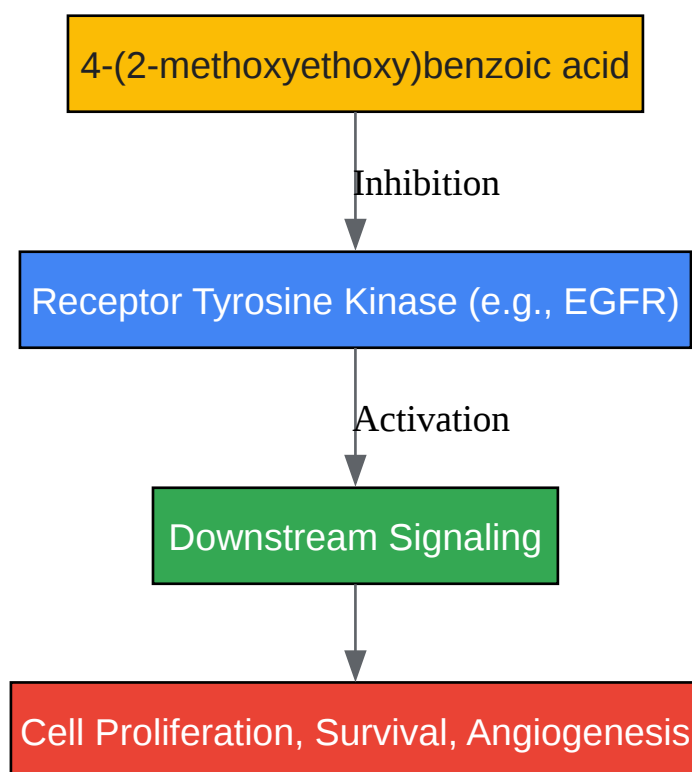 4-(2-methoxyethoxy)benzoic acid
Inhibition
Receptor Tyrosine Kinase (e.g., EGFR)
Activation
Downstream Signaling
Cell Proliferation, Survival, Angiogenesis